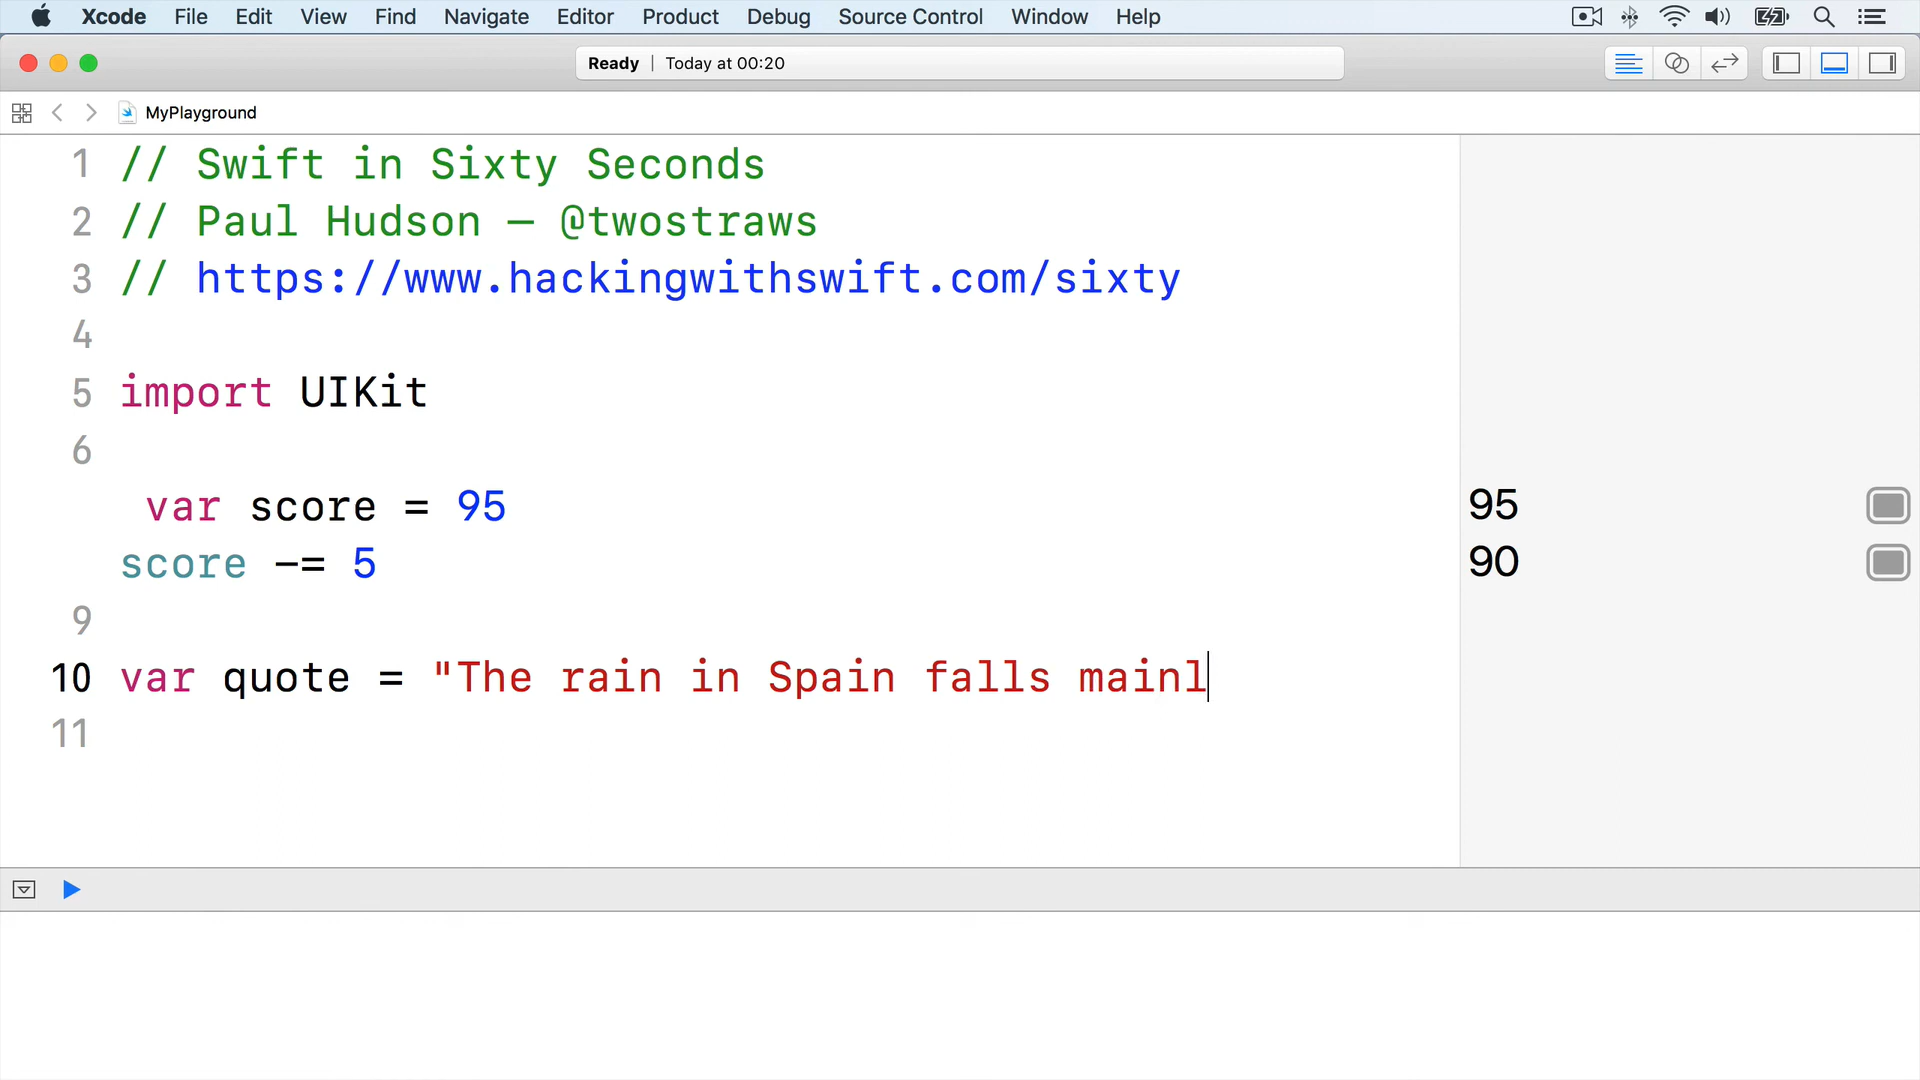 Xcode File Edit View Find Navigate Editor Product Debug Source Control Window Help
Ready | Today at 00:20
MyPlayground
1 // Swift in Sixty Seconds
2 // Paul Hudson — @twostraws
3 // https://www.hackingwithswift.com/sixty
4
5 import UIKit
6
var score = 95 95
score -= 5 90
9
10 var quote = "The rain in Spain falls mainl
11